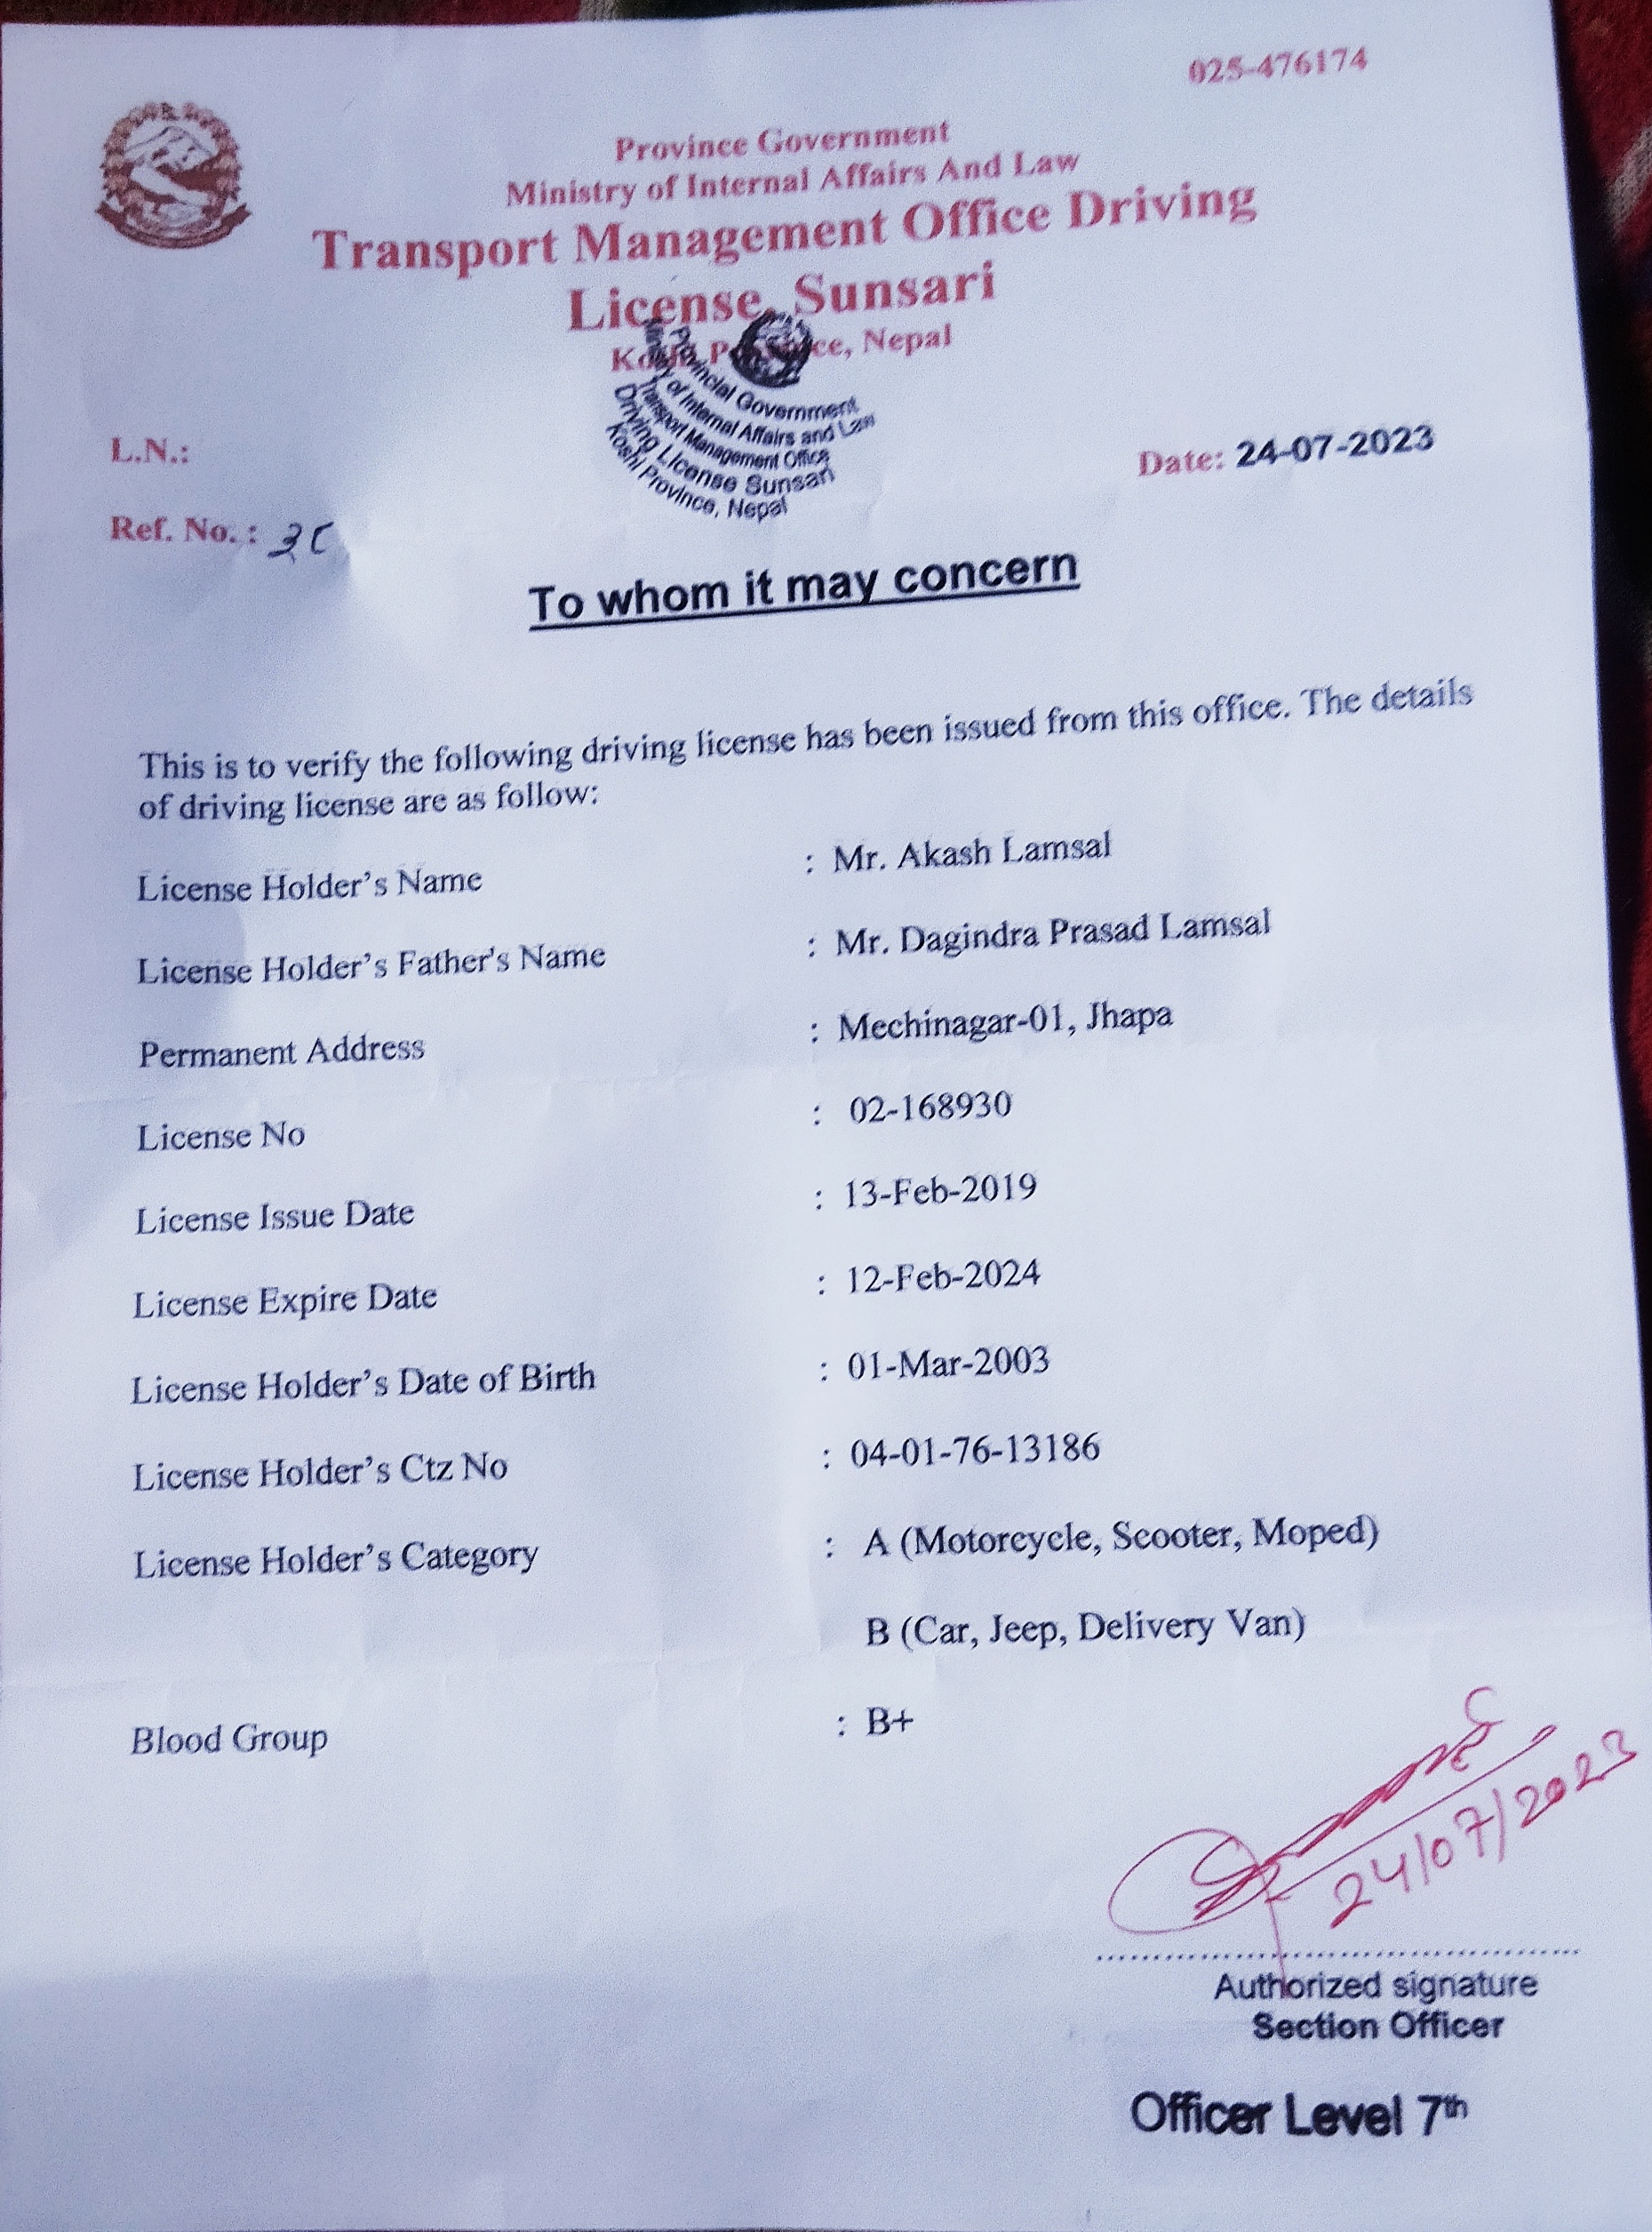 025-476174
Province Government
Ministry of Internal Affairs And Law
Transport Management Office Driving
License, Sunsari
Koshi Province, Nepal
Provincial Government
Ministry of Internal Affairs and Law
Transport Management Office
Driving License Sunsari
Koshi Province, Nepal
L.N.:
Date: 24-07-2023
Ref. No. :
To whom it may concern
This is to verify the following driving license has been issued from this office. The details
of driving license are as follow:
License Holder's Name : Mr. Akash Lamsal
License Holder's Father's Name : Mr. Dagindra Prasad Lamsal
Permanent Address : Mechinagar-01, Jhapa
License No : 02-168930
License Issue Date : 13-Feb-2019
License Expire Date : 12-Feb-2024
License Holder's Date of Birth : 01-Mar-2003
License Holder's Ctz No : 04-01-76-13186
License Holder's Category : A (Motorcycle, Scooter, Moped)
B (Car, Jeep, Delivery Van)
Blood Group : B+
24/07/2023
Authorized signature
Section Officer
Officer Level 7th